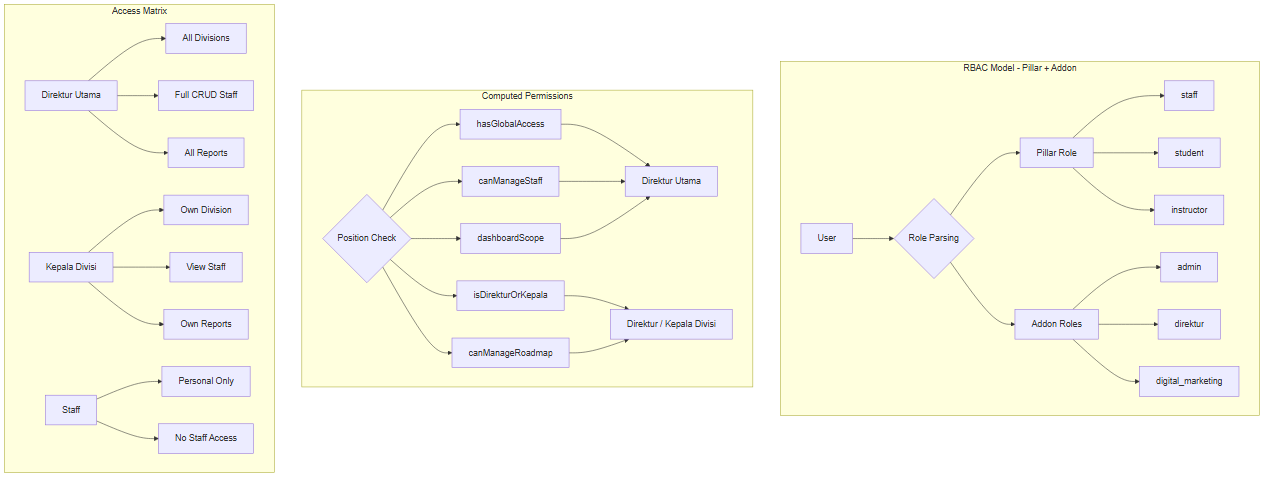 Access Matrix
Direktur Utama
All Divisions
Full CRUD Staff
All Reports
Kepala Divisi
Own Division
View Staff
Own Reports
Staff
Personal Only
No Staff Access
Computed Permissions
Position Check
hasGlobalAccess
canManageStaff
dashboardScope
isDirekturOrKepala
canManageRoadmap
Direktur Utama
Direktur / Kepala Divisi
RBAC Model - Pillar + Addon
User
Role Parsing
Pillar Role
staff
student
instructor
Addon Roles
admin
direktur
digital_marketing